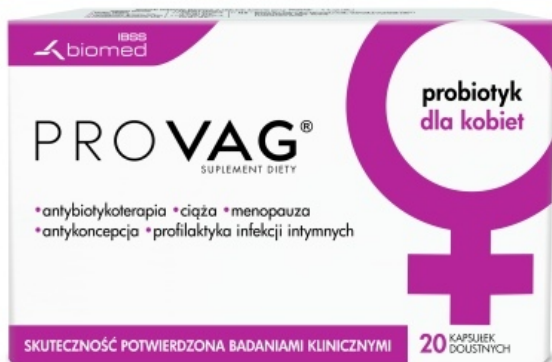 IBSS
biomed
probiotyk
dla kobiet
PROVAG®
SUPLEMENT DIETY
•antybiotykoterapia •ciąża •menopauza
•antykoncepcja •profilaktyka infekcji intymnych
SKUTECZNOŚĆ POTWIERDZONA BADANIAMI KLINICZNYMI
20 KAPSUŁEK
DOUSTNYCH